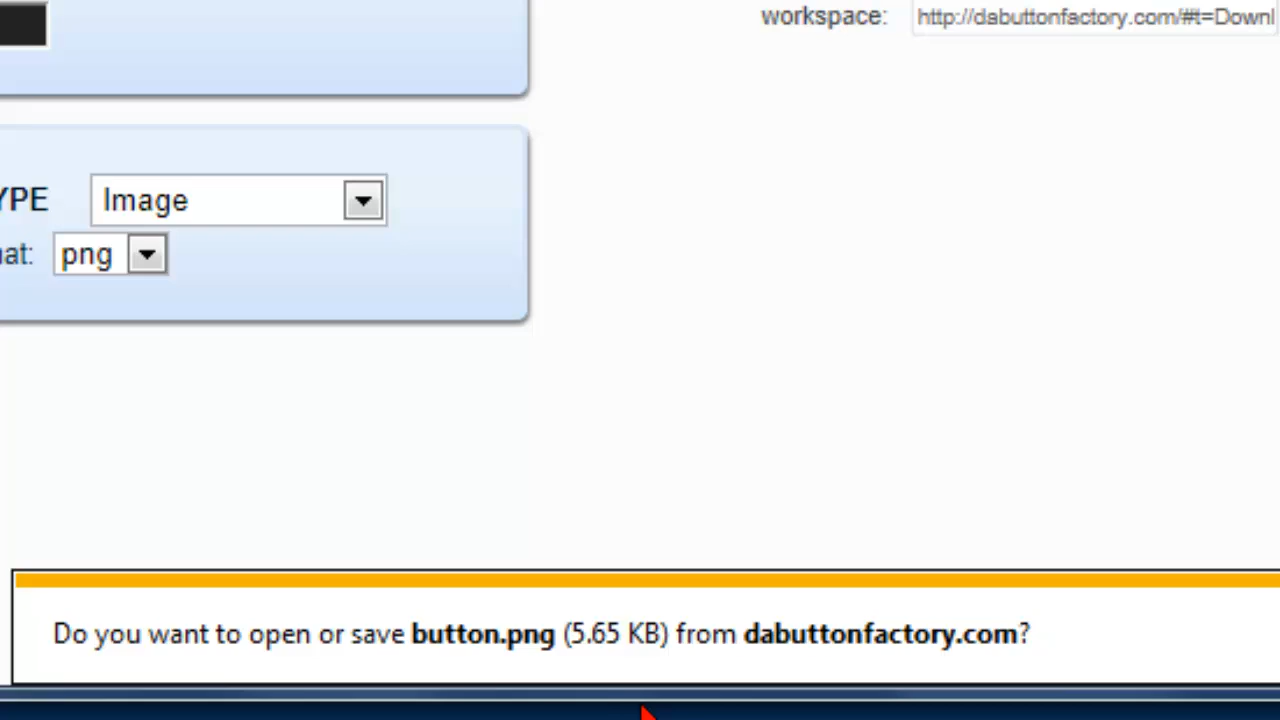 workspace: http://dabuttonfactory.com/#t=Downl
YPE Image
at: png
Do you want to open or save button.png (5.65 KB) from dabuttonfactory.com?